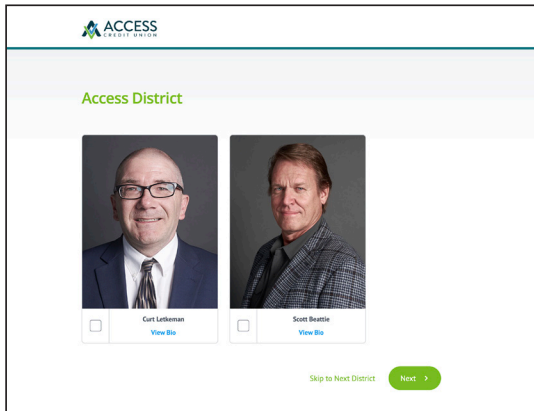 ACCESS
CREDIT UNION
Access District
Curt Letkeman
View Bio
Scott Beattie
View Bio
Skip to Next District
Next >